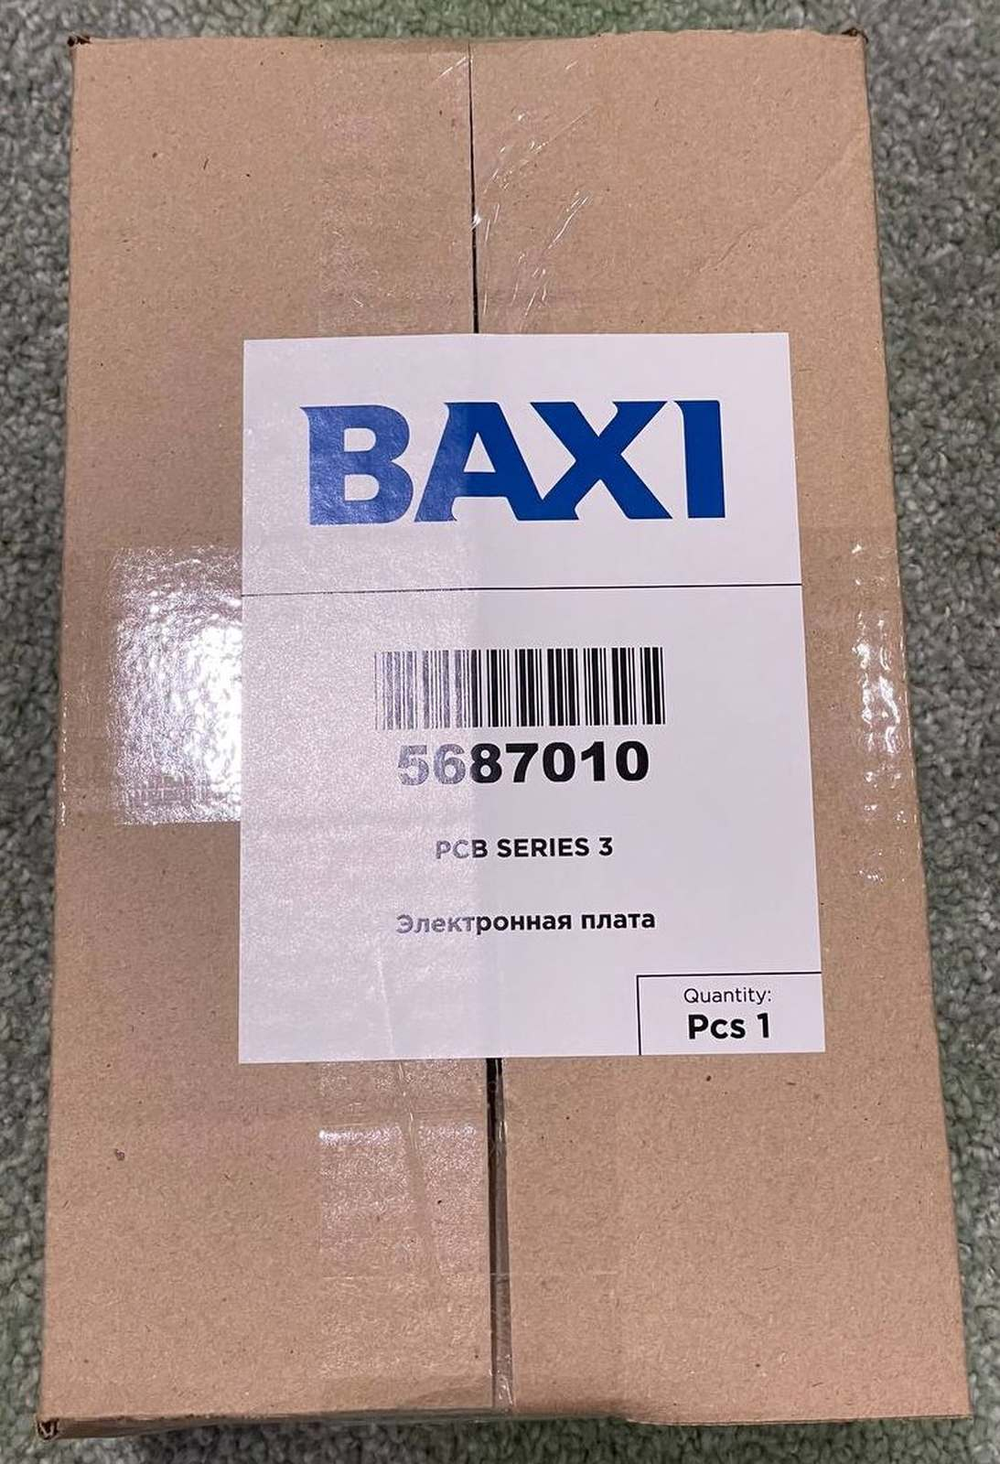 BAXI
5687010
PCB SERIES 3
Электронная плата
Quantity:
Pcs 1